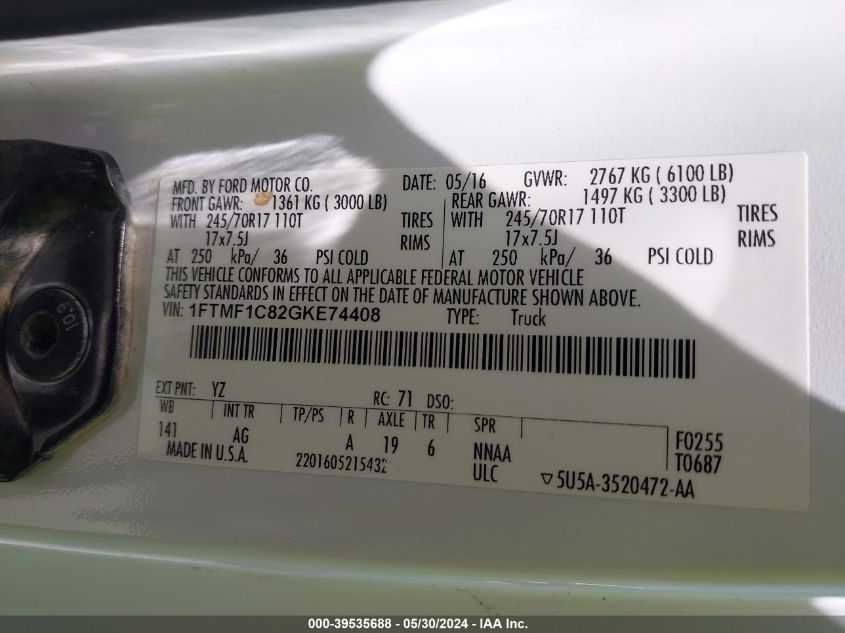 MFD. BY FORD MOTOR CO. DATE: 05/16 GVWR: 2767 KG ( 6100 LB)
FRONT GAWR: 1361 KG ( 3000 LB) REAR GAWR: 1497 KG ( 3300 LB)
WITH 245/70R17 110T TIRES WITH 245/70R17 110T TIRES
17x7.5J RIMS 17x7.5J RIMS
AT 250 kPa/ 36 PSI COLD AT 250 kPa/ 36 PSI COLD
THIS VEHICLE CONFORMS TO ALL APPLICABLE FEDERAL MOTOR VEHICLE
SAFETY STANDARDS IN EFFECT ON THE DATE OF MANUFACTURE SHOWN ABOVE.
VIN: 1FTMF1C82GKE74408 TYPE: Truck
EXT PNT: YZ RC: 71 DSO:
WB INT TR TP/PS R AXLE TR SPR
141 AG A 19 6 NNAA F0255
MADE IN U.S.A. 2201605215432 ULC T0687
5U5A-3520472-AA
10.9
000-39535688 - 05/30/2024 - IAA Inc.